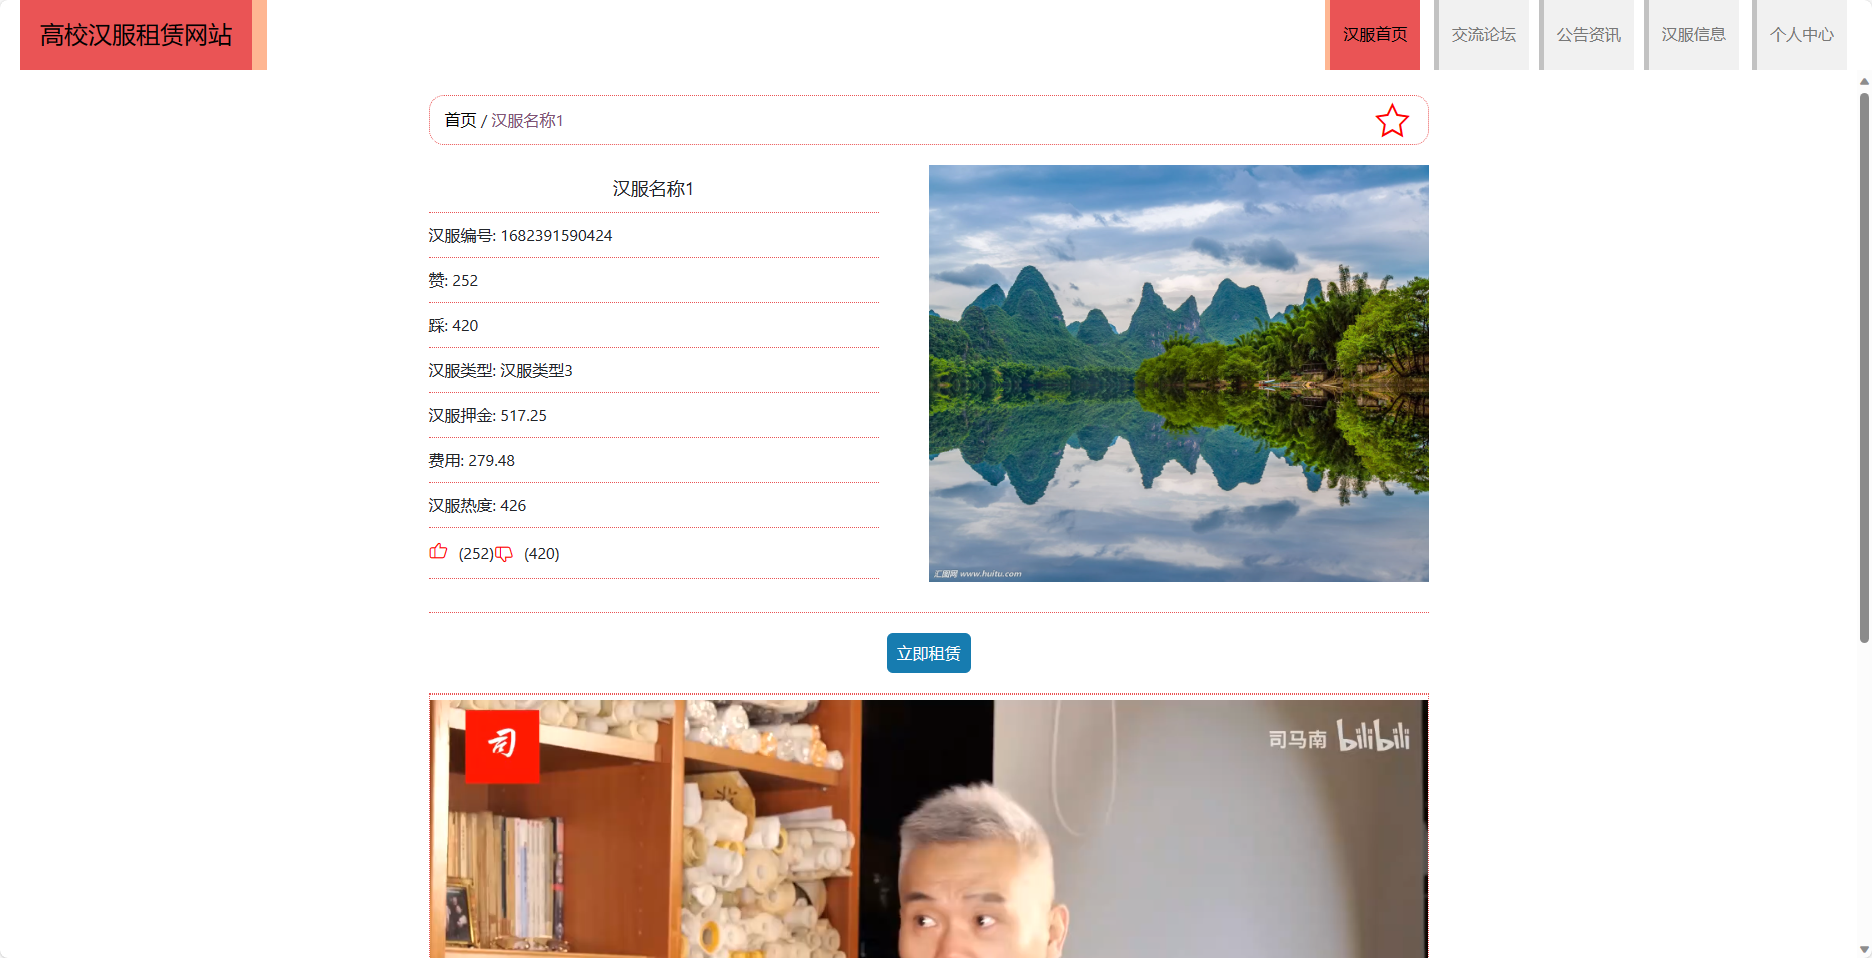 高校汉服租赁网站
汉服首页 交流论坛 公告资讯 汉服信息 个人中心
首页 / 汉服名称1
汉服名称1
汉服编号: 1682391590424
赞: 252
踩: 420
汉服类型: 汉服类型3
汉服押金: 517.25
费用: 279.48
汉服热度: 426
(252) (420)
汇图网 www.huitu.com
立即租赁
司
司马南 bilibili